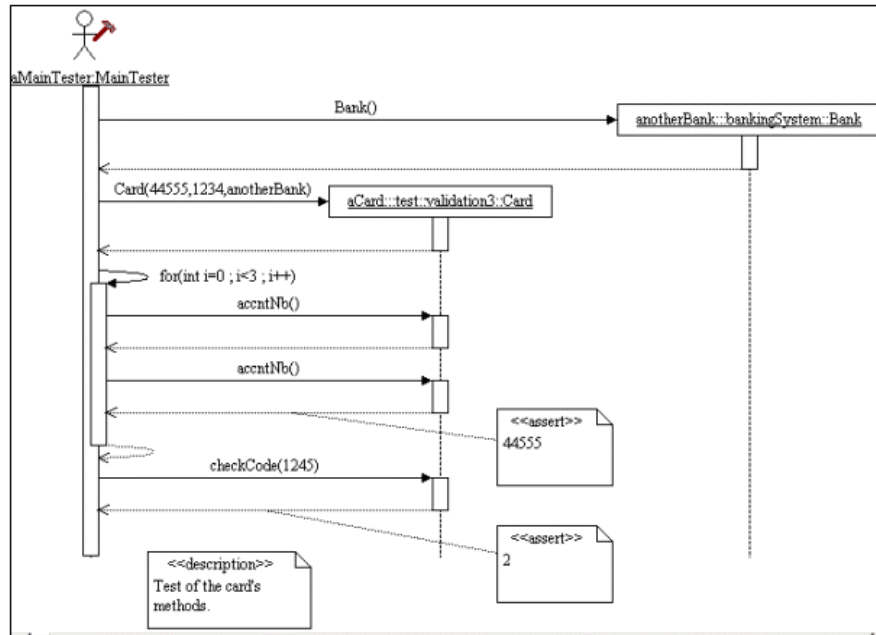 aMainTester:MainTester
Bank()
anotherBank:::bankingSystem::Bank
Card(44555,1234,anotherBank)
aCard:::test::validation3::Card
for(int i=0 ; i<3 ; i++)
accntNb()
accntNb()
<<assert>>
44555
checkCode(1245)
<<assert>>
2
<<description>>
Test of the card's
methods.